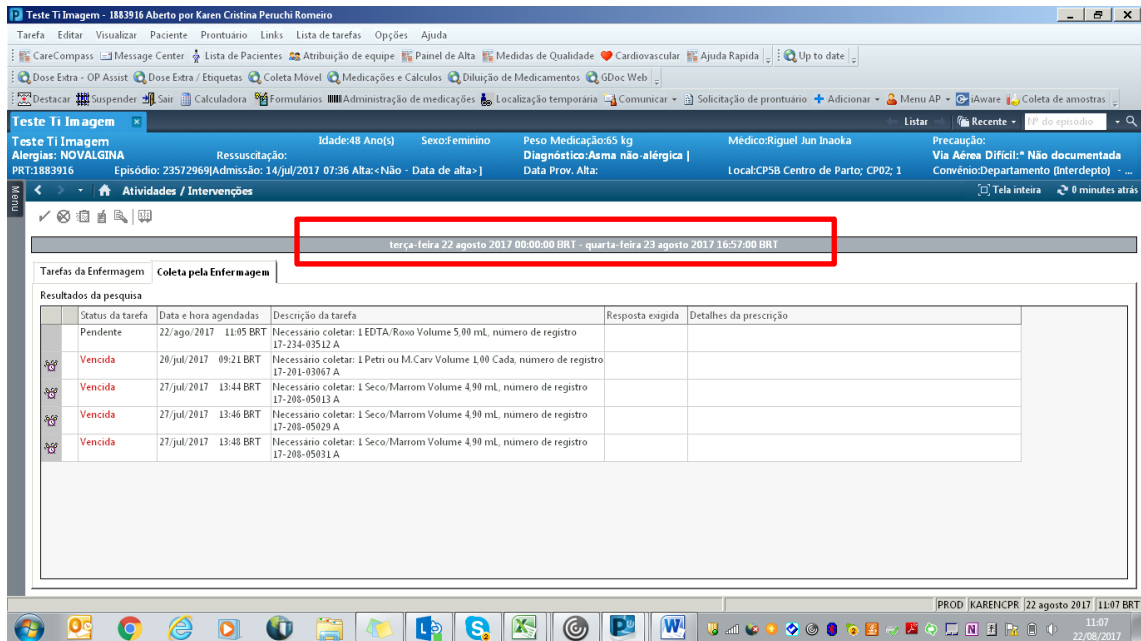 Teste Ti Imagem - 1883916 Aberto por Karen Cristina Peruchi Romeiro
Tarefa Editar Visualizar Paciente Prontuário Links Lista de tarefas Opções Ajuda
CareCompass Message Center Lista de Pacientes Atribuição de equipe Painel de Alta Medidas de Qualidade Cardiovascular Ajuda Rapida Up to date
Dose Extra - OP Assist Dose Extra / Etiquetas Coleta Móvel Medicações e Cálculos Diluição de Medicamentos GDoc Web
Destacar Suspender Sair Calculadora Formulários Administração de medicações Localização temporária Comunicar Solicitação de prontuário Adicionar Menu AP iAware Coleta de amostras
Teste Ti Imagem Listar Recente Nº do episodio
Teste Ti Imagem Idade:48 Ano(s) Sexo:Feminino Peso Medicação:65 kg Médico:Riguel Jun Inaoka Precaução:
Alergias: NOVALGINA Ressuscitação: Diagnóstico:Asma não-alérgica | Via Aérea Difícil:* Não documentada
PRT:1883916 Episódio: 23572969[Admissão: 14/jul/2017 07:36 Alta:<Não - Data de alta>] Data Prov. Alta: Local:CP5B Centro de Parto; CP02; 1 Convênio:Departamento (Interdepto) - ...
Menu
Atividades / Intervenções Tela inteira 0 minutes atrás
terça-feira 22 agosto 2017 00:00:00 BRT - quarta-feira 23 agosto 2017 16:57:00 BRT
Tarefas da Enfermagem Coleta pela Enfermagem
Resultados da pesquisa
Status da tarefa Data e hora agendadas Descrição da tarefa Resposta exigida Detalhes da prescrição
Pendente 22/ago/2017 11:05 BRT Necessário coletar: 1 EDTA/Roxo Volume 5,00 mL, número de registro
17-234-03512 A
Vencida 20/jul/2017 09:21 BRT Necessário coletar: 1 Petri ou M.Carv Volume 1,00 Cada, número de registro
17-201-03067 A
Vencida 27/jul/2017 13:44 BRT Necessário coletar: 1 Seco/Marrom Volume 4,90 mL, número de registro
17-208-05013 A
Vencida 27/jul/2017 13:46 BRT Necessário coletar: 1 Seco/Marrom Volume 4,90 mL, número de registro
17-208-05029 A
Vencida 27/jul/2017 13:48 BRT Necessário coletar: 1 Seco/Marrom Volume 4,90 mL, número de registro
17-208-05031 A
PROD KARENCPR 22 agosto 2017 11:07 BRT
11:07
22/08/2017